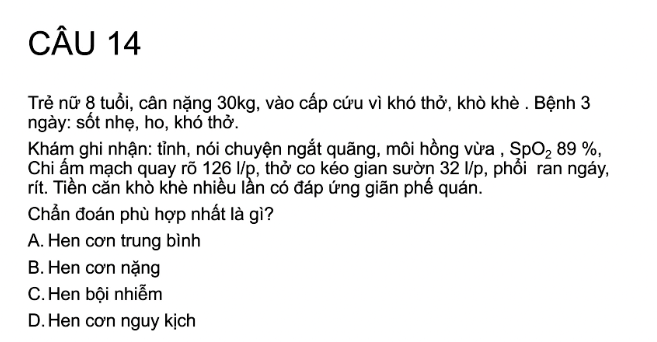 CÂU 14
Trẻ nữ 8 tuổi, cân nặng 30kg, vào cấp cứu vì khó thở, khò khè . Bệnh 3
ngày: sốt nhẹ, ho, khó thở.
Khám ghi nhận: tỉnh, nói chuyện ngắt quãng, môi hồng vừa , SpO₂ 89 %,
Chi ấm mạch quay rõ 126 l/p, thở co kéo gian sườn 32 l/p, phổi ran ngáy,
rít. Tiền căn khò khè nhiều lần có đáp ứng giãn phế quản.
Chẩn đoán phù hợp nhất là gì?
A. Hen cơn trung bình
B. Hen cơn nặng
C. Hen bội nhiễm
D. Hen cơn nguy kịch